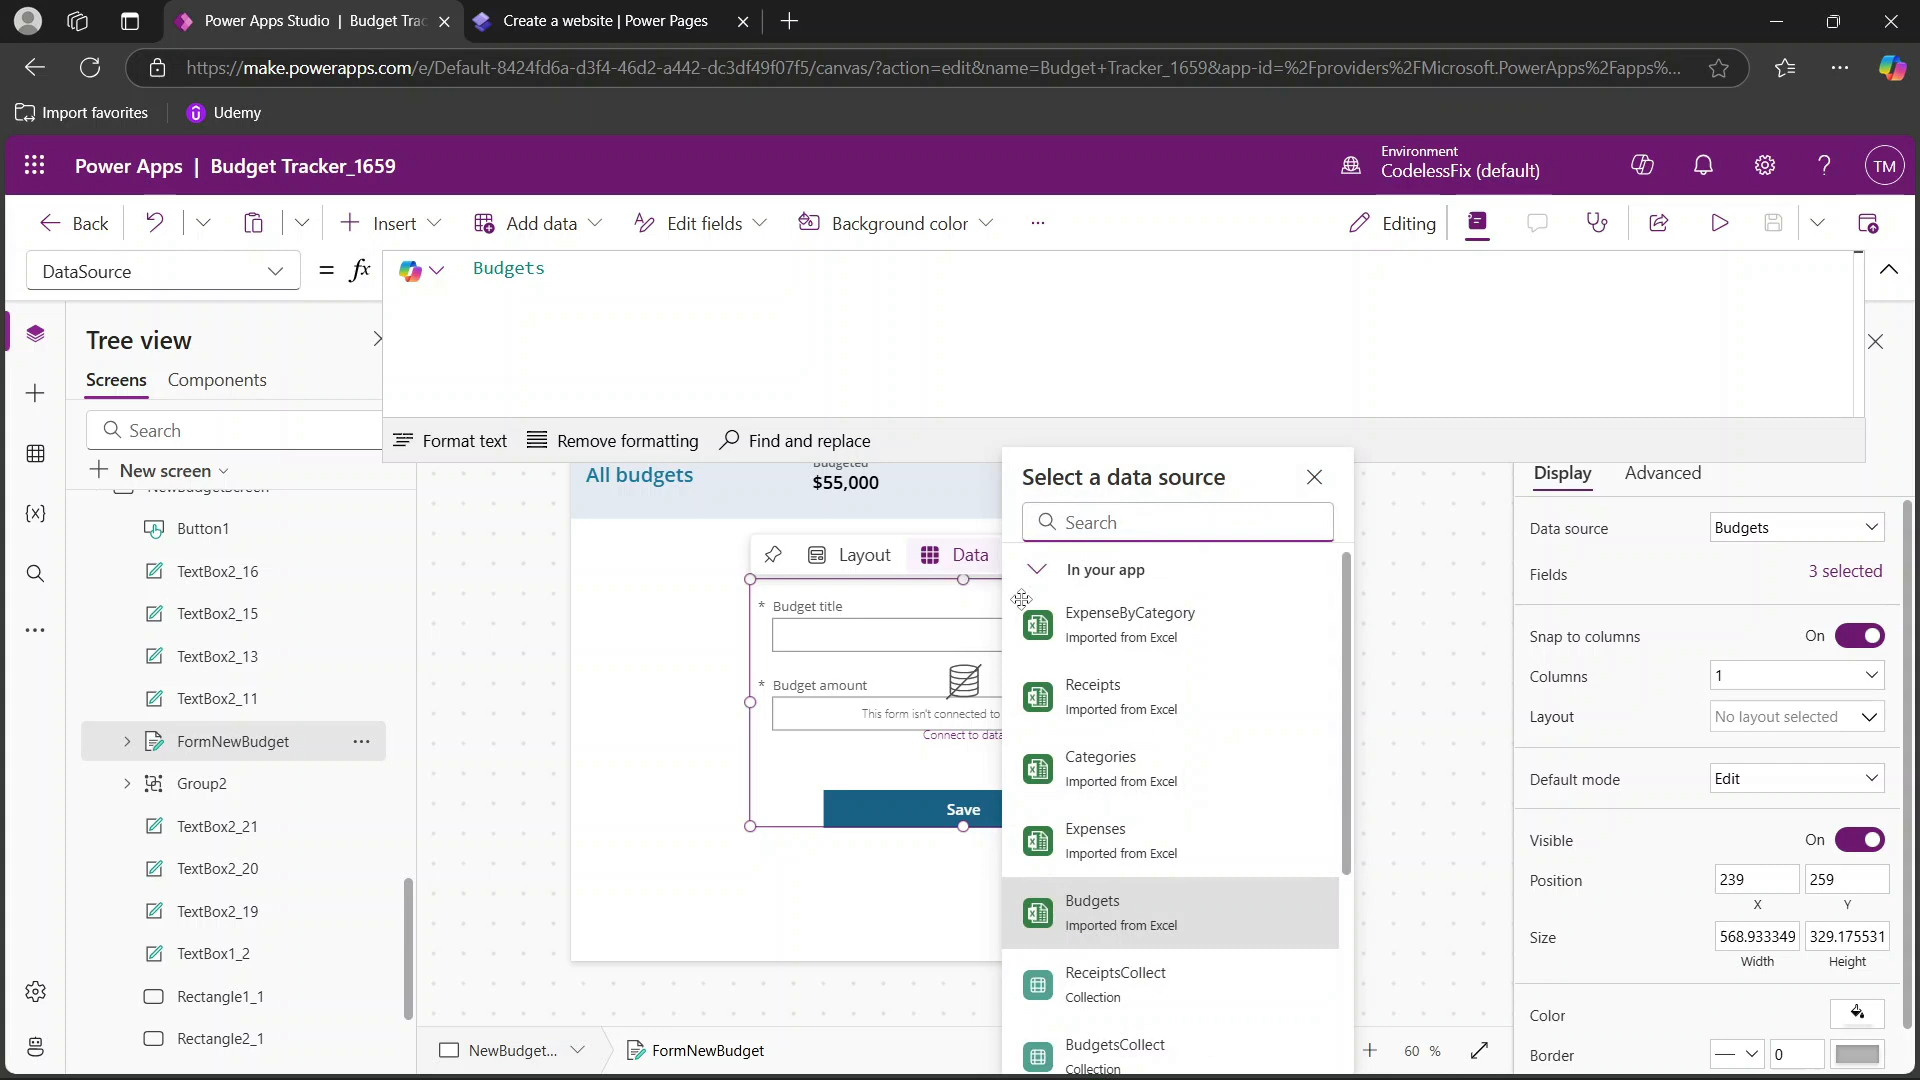 Power Apps Studio | Budget Trac
Create a website | Power Pages
https://make.powerapps.com/e/Default-8424fd6a-d3f4-46d2-a442-dc3df49f07f5/canvas/?action=edit&name=Budget+Tracker_1659&app-id=%2Fproviders%2FMicrosoft.PowerApps%2Fapps%...
Import favorites
Udemy
Power Apps | Budget Tracker_1659
Environment
CodelessFix (default)
TM
Back
Insert
Add data
Edit fields
Background color
Editing
DataSource
= fx
Budgets
Tree view
Screens
Components
Search
New screen
Format text
Remove formatting
Find and replace
NewBudgetScreen
Button1
TextBox2_16
TextBox2_15
TextBox2_13
TextBox2_11
FormNewBudget
Group2
TextBox2_21
TextBox2_20
TextBox2_19
TextBox1_2
Rectangle1_1
Rectangle2_1
All budgets
Budgeted
$55,000
Layout
Data
* Budget title
* Budget amount
This form isn't connected to
Connect to data
Save
Select a data source
Search
In your app
ExpenseByCategory
Imported from Excel
Receipts
Imported from Excel
Categories
Imported from Excel
Expenses
Imported from Excel
Budgets
Imported from Excel
ReceiptsCollect
Collection
BudgetsCollect
Collection
Display
Advanced
Data source
Budgets
Fields
3 selected
Snap to columns
On
Columns
1
Layout
No layout selected
Default mode
Edit
Visible
On
Position
239
259
X
Y
Size
568.933349
329.175531
Width
Height
Color
Border
0
NewBudget...
FormNewBudget
60 %